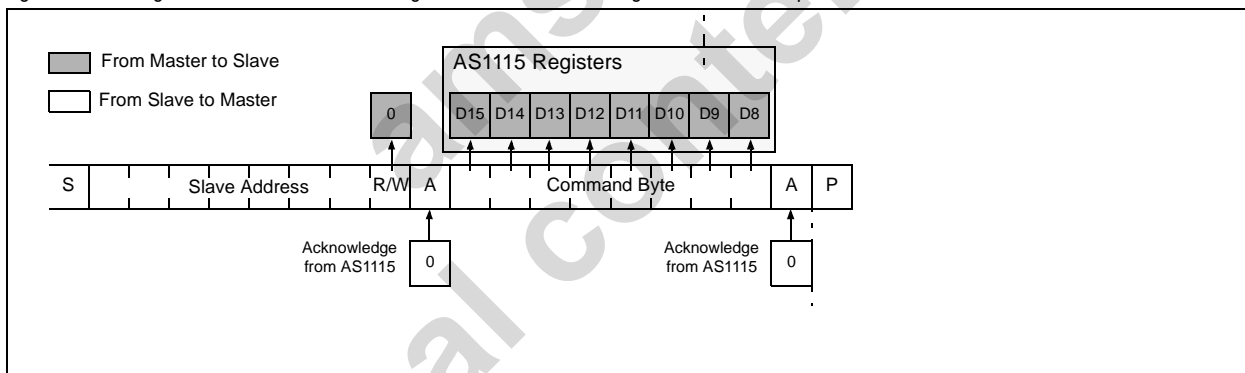 From Master to Slave
From Slave to Master
AS1115 Registers
0
D15 D14 D13 D12 D11 D10 D9 D8
S Slave Address R/W A Command Byte A P
Acknowledge
from AS1115
0
Acknowledge
from AS1115
0